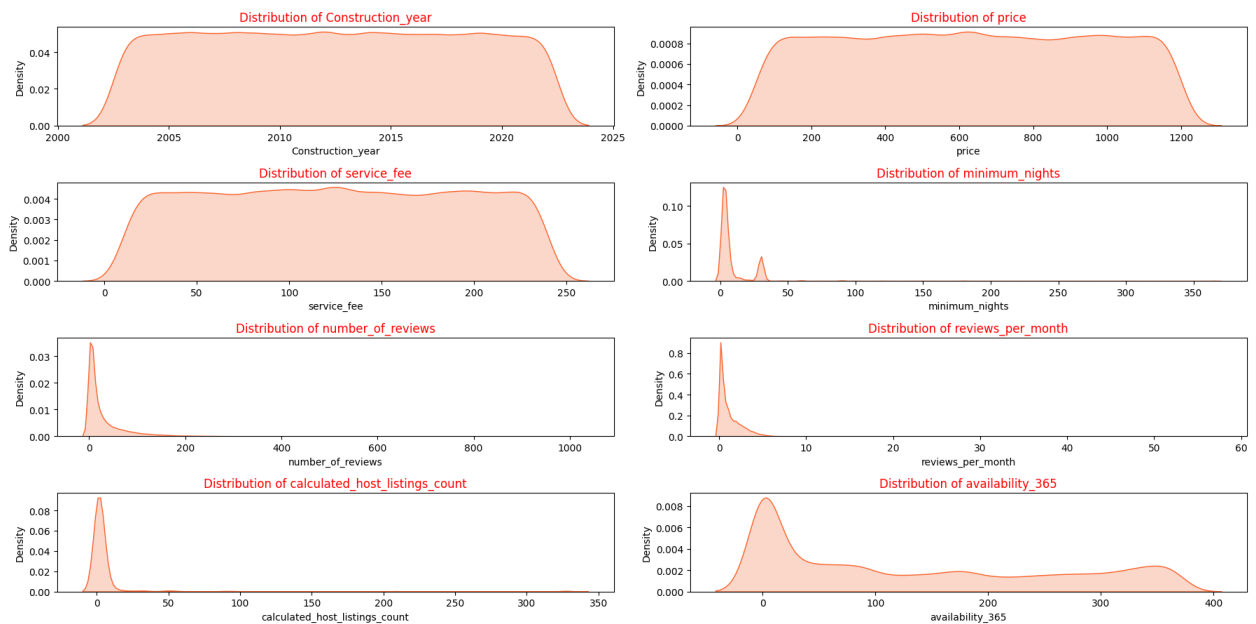 Distribution of Construction_year
Density
0.04
0.02
0.00
2000 2005 2010 2015 2020 2025
Construction_year
Distribution of price
Density
0.0008
0.0006
0.0004
0.0002
0.0000
0 200 400 600 800 1000 1200
price
Distribution of service_fee
Density
0.004
0.003
0.002
0.001
0.000
0 50 100 150 200 250
service_fee
Distribution of minimum_nights
Density
0.10
0.05
0.00
0 50 100 150 200 250 300 350
minimum_nights
Distribution of number_of_reviews
Density
0.03
0.02
0.01
0.00
0 200 400 600 800 1000
number_of_reviews
Distribution of reviews_per_month
Density
0.8
0.6
0.4
0.2
0.0
0 10 20 30 40 50 60
reviews_per_month
Distribution of calculated_host_listings_count
Density
0.08
0.06
0.04
0.02
0.00
0 50 100 150 200 250 300 350
calculated_host_listings_count
Distribution of availability_365
Density
0.008
0.006
0.004
0.002
0.000
0 100 200 300 400
availability_365